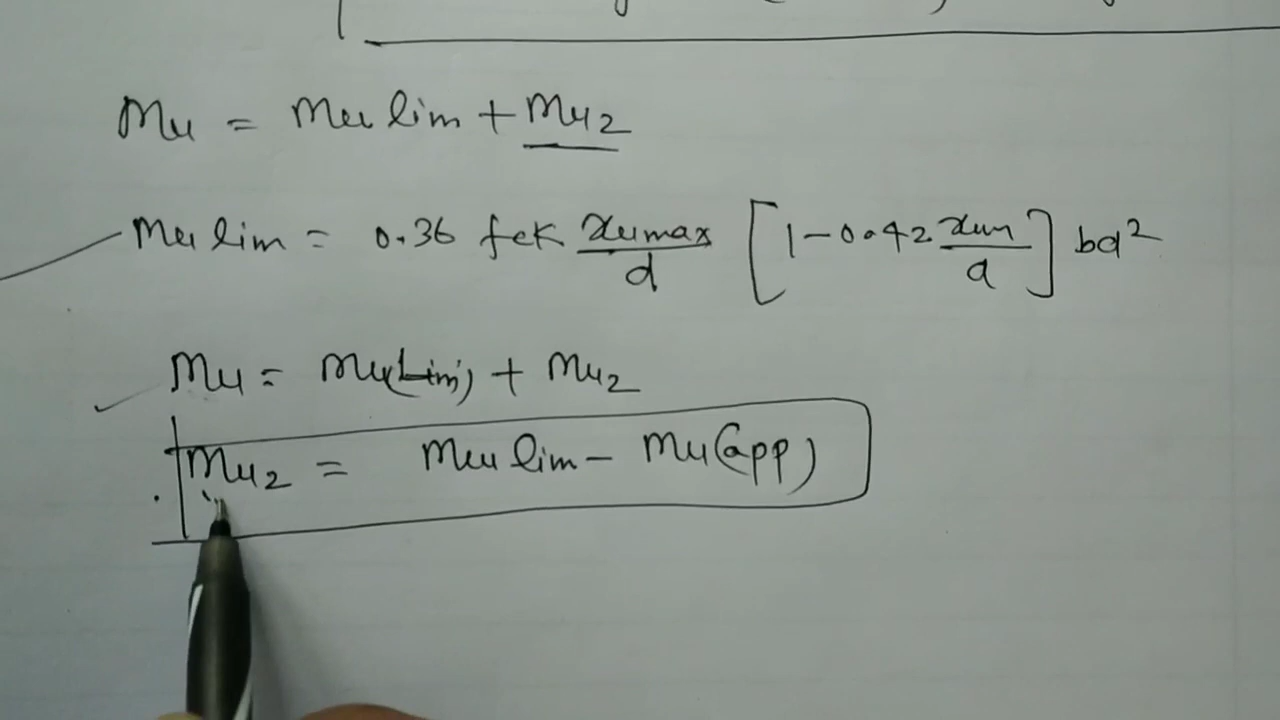 Mu = Mu lim + Mu2
Mu lim = 0.36 fck xumax/d [1-0.42 xum/d] bd²
Mu = Mu(Lim) + Mu2
Mu2 = Mu lim - Mu(app)